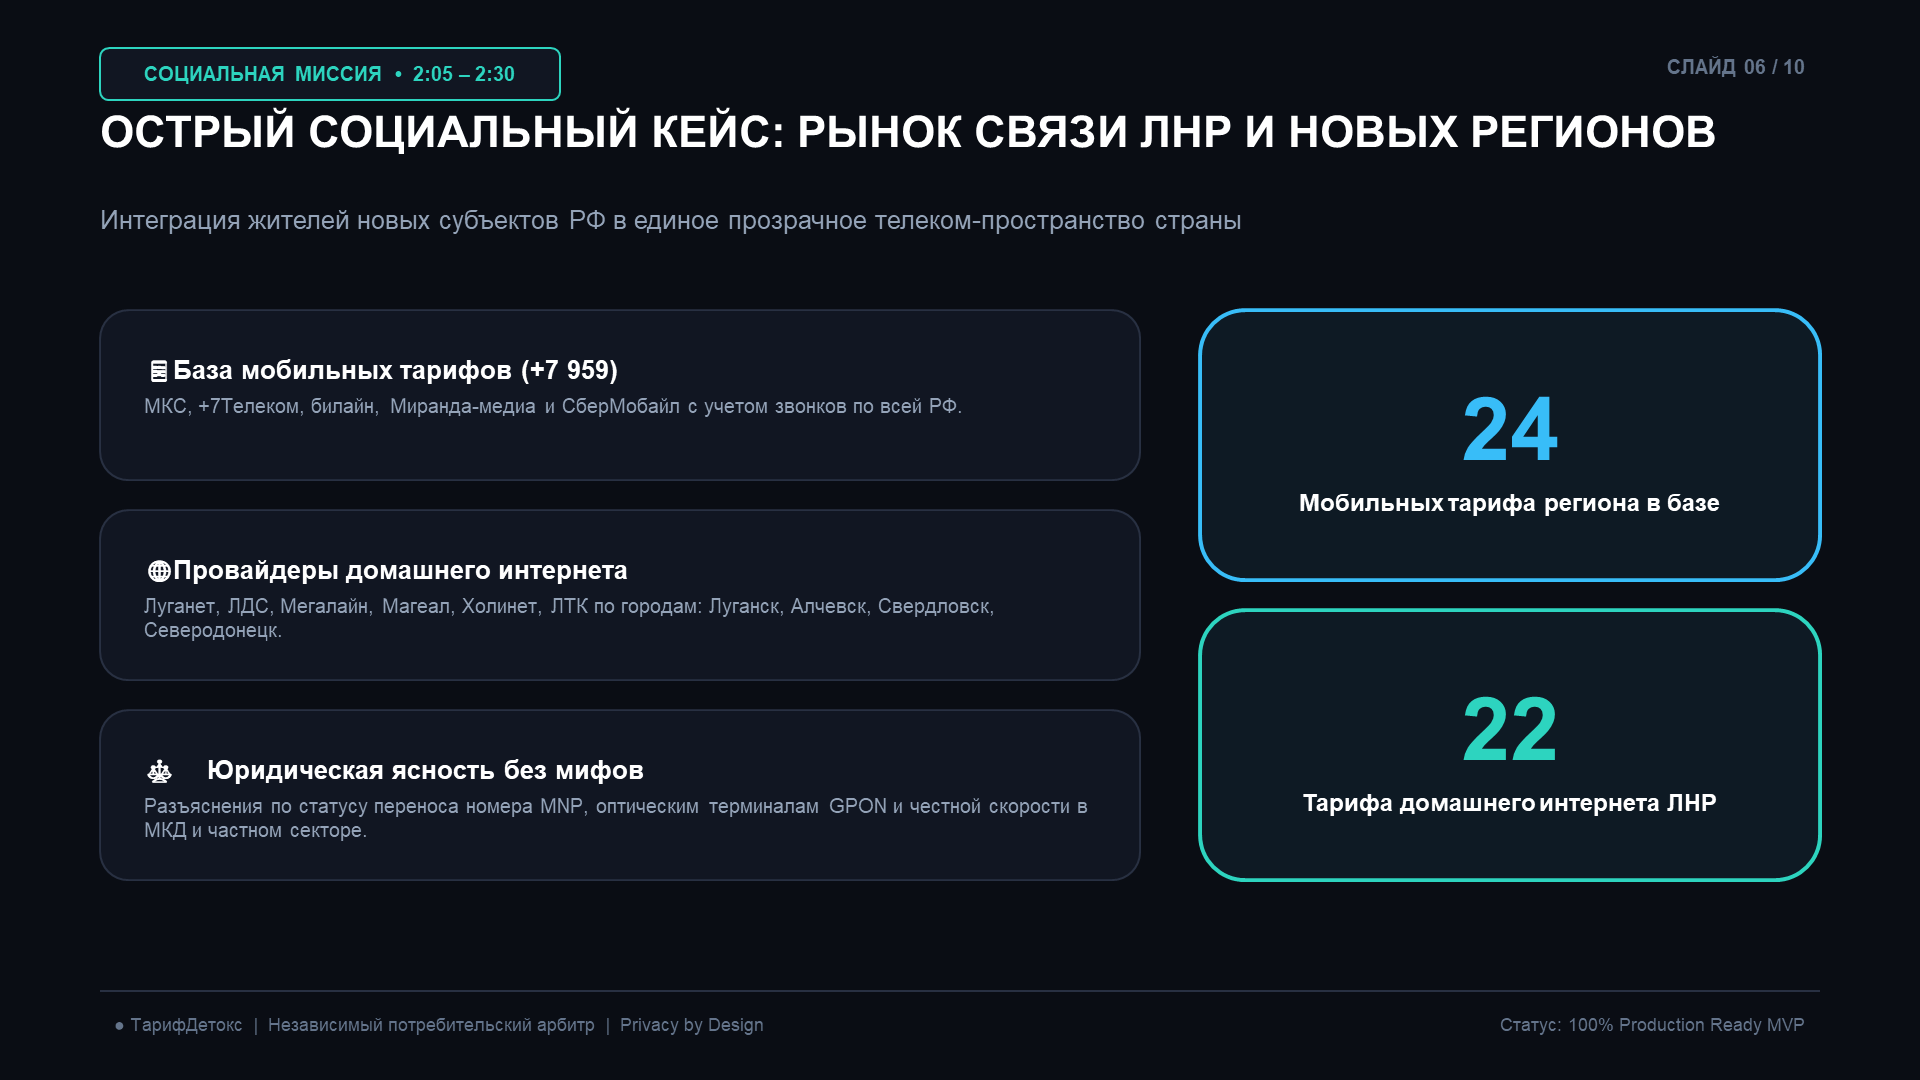 СОЦИАЛЬНАЯ МИССИЯ • 2:05 – 2:30
СЛАЙД 06 / 10
ОСТРЫЙ СОЦИАЛЬНЫЙ КЕЙС: РЫНОК СВЯЗИ ЛНР И НОВЫХ РЕГИОНОВ
Интеграция жителей новых субъектов РФ в единое прозрачное телеком-пространство страны
База мобильных тарифов (+7 959)
МКС, +7Телеком, билайн, Миранда-медиа и СберМобайл с учетом звонков по всей РФ.
Провайдеры домашнего интернета
Луганет, ЛДС, Мегалайн, Магеал, Холинет, ЛТК по городам: Луганск, Алчевск, Свердловск,
Северодонецк.
Юридическая ясность без мифов
Разъяснения по статусу переноса номера MNP, оптическим терминалам GPON и честной скорости в
МКД и частном секторе.
24
Мобильных тарифа региона в базе
22
Тарифа домашнего интернета ЛНР
● ТарифДетокс | Независимый потребительский арбитр | Privacy by Design
Статус: 100% Production Ready MVP